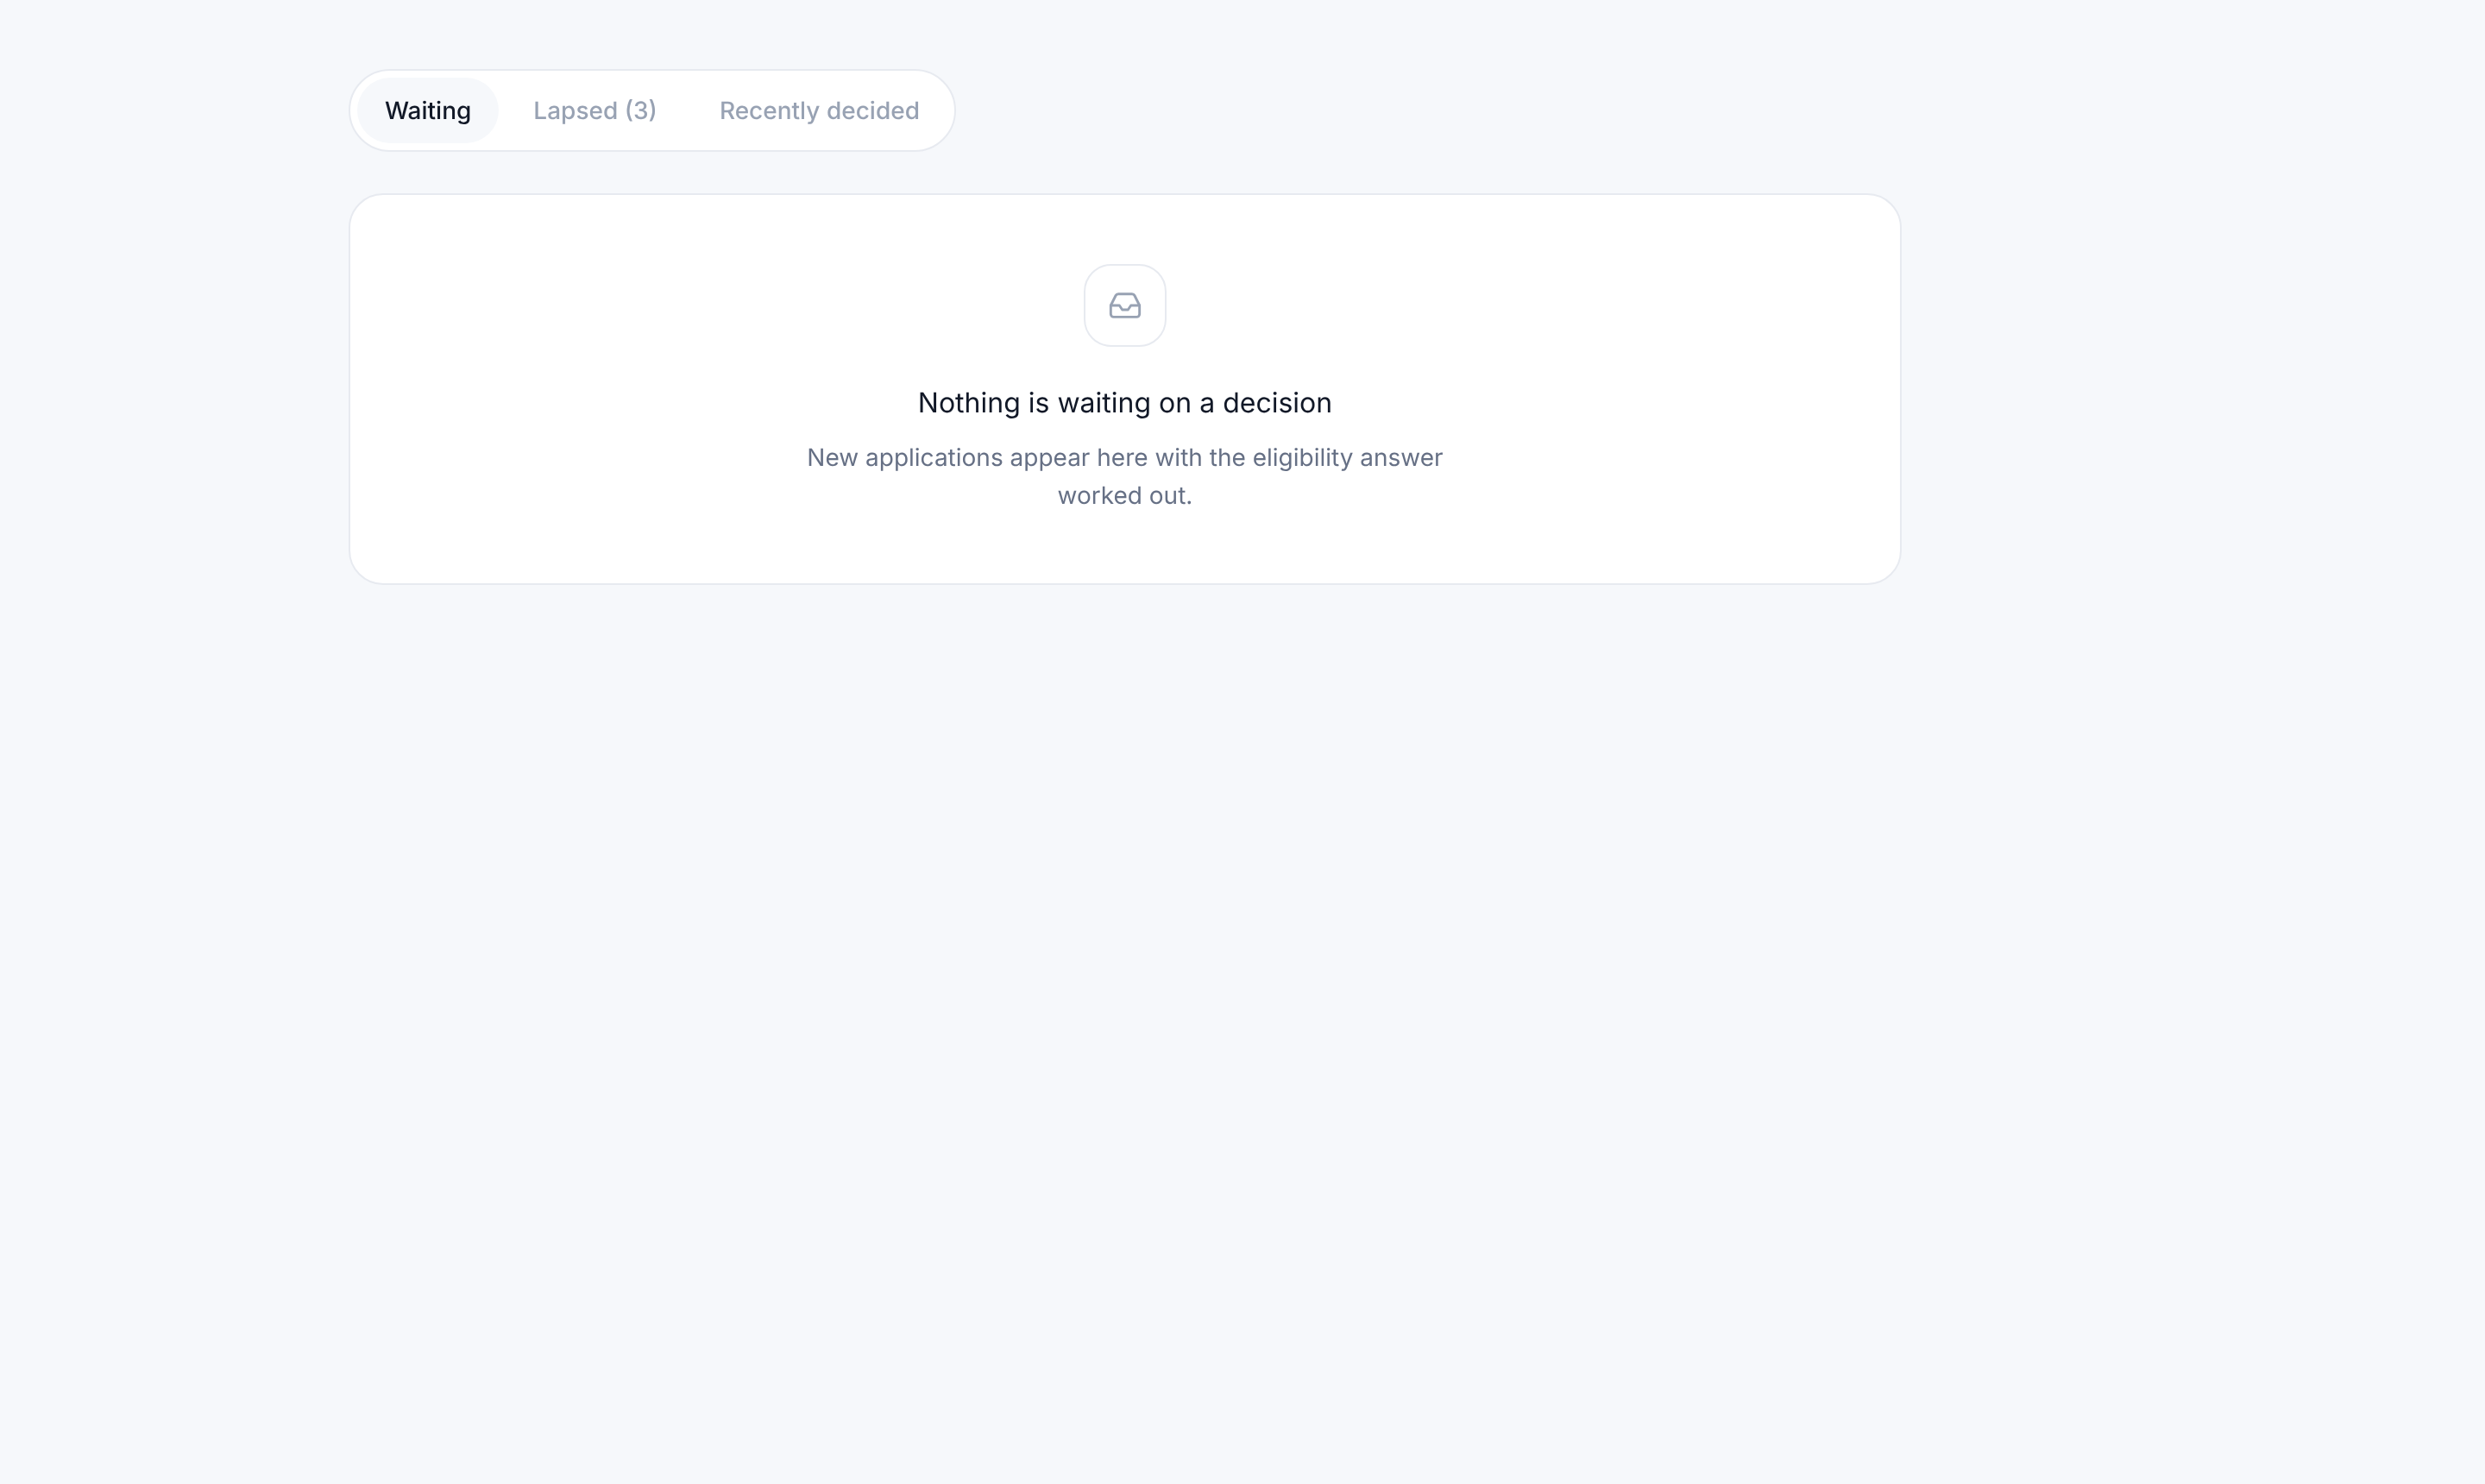 Waiting Lapsed (3) Recently decided
Nothing is waiting on a decision
New applications appear here with the eligibility answer
worked out.